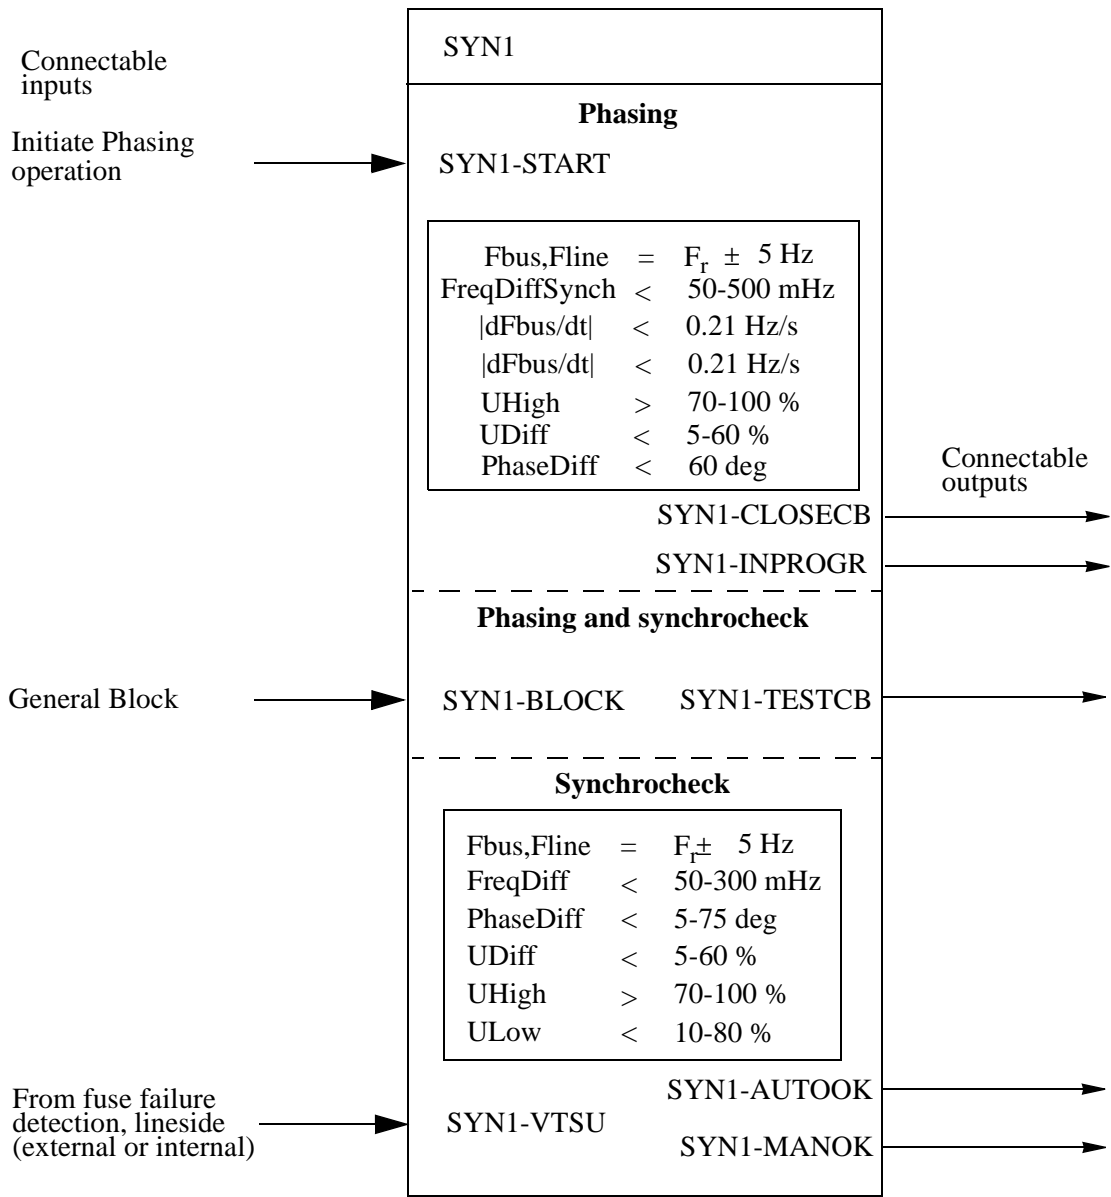 SYN1
Connectable
inputs
Phasing
Initiate Phasing
operation
SYN1-START
Fbus,Fline = Fr ± 5 Hz
FreqDiffSynch < 50-500 mHz
|dFbus/dt| < 0.21 Hz/s
|dFbus/dt| < 0.21 Hz/s
UHigh > 70-100 %
UDiff < 5-60 %
PhaseDiff < 60 deg
Connectable
outputs
SYN1-CLOSECB
SYN1-INPROGR
Phasing and synchrocheck
General Block
SYN1-BLOCK SYN1-TESTCB
Synchrocheck
Fbus,Fline = Fr± 5 Hz
FreqDiff < 50-300 mHz
PhaseDiff < 5-75 deg
UDiff < 5-60 %
UHigh > 70-100 %
ULow < 10-80 %
SYN1-AUTOOK
From fuse failure
detection, lineside
(external or internal)
SYN1-VTSU
SYN1-MANOK